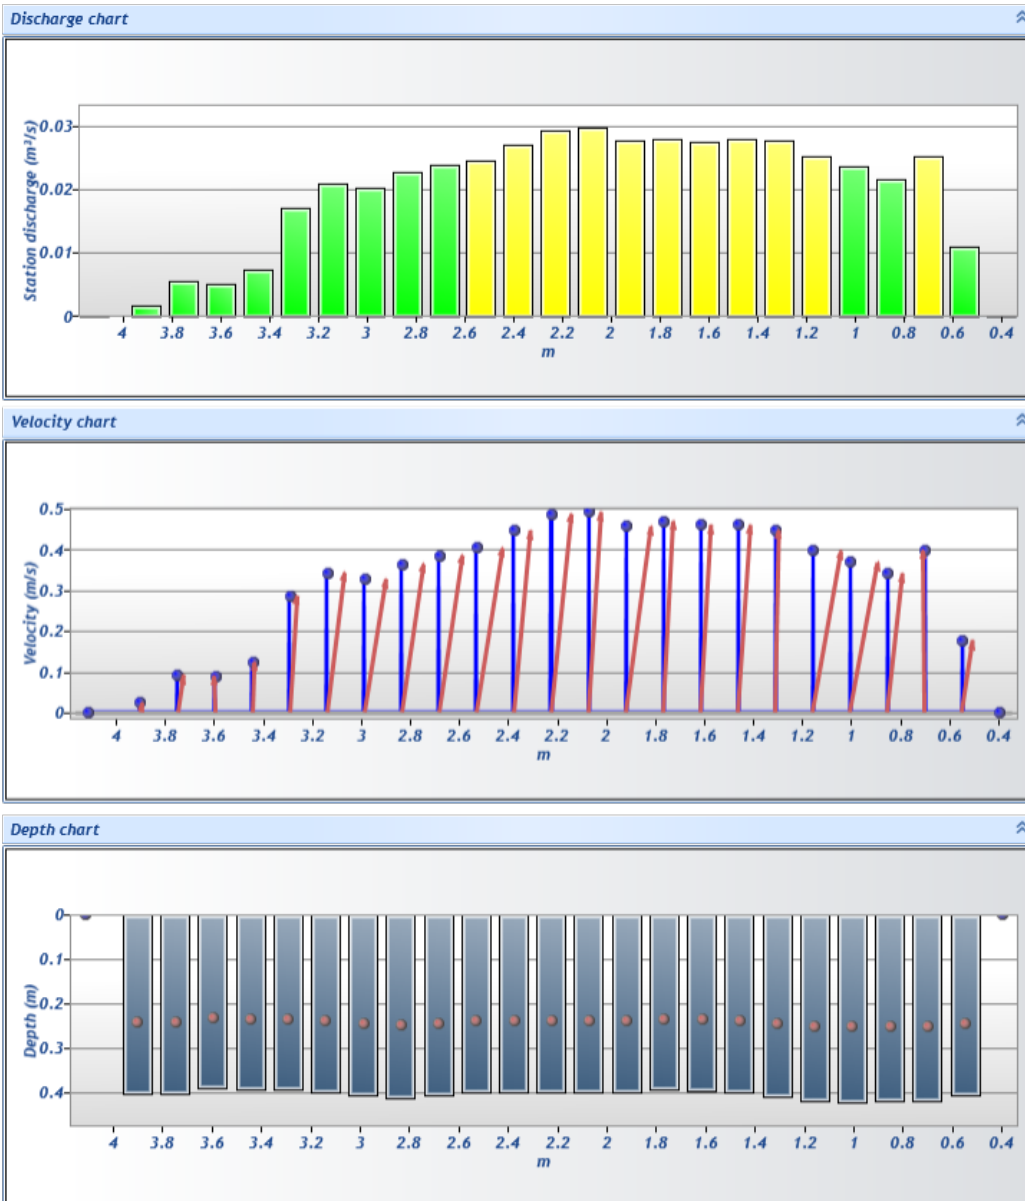 Discharge chart
Station discharge (m³/s)
0.03
0.02
0.01
0
4 3.8 3.6 3.4 3.2 3 2.8 2.6 2.4 2.2 2 1.8 1.6 1.4 1.2 1 0.8 0.6 0.4
m
Velocity chart
Velocity (m/s)
0.5
0.4
0.3
0.2
0.1
0
4 3.8 3.6 3.4 3.2 3 2.8 2.6 2.4 2.2 2 1.8 1.6 1.4 1.2 1 0.8 0.6 0.4
m
Depth chart
Depth (m)
0
0.1
0.2
0.3
0.4
4 3.8 3.6 3.4 3.2 3 2.8 2.6 2.4 2.2 2 1.8 1.6 1.4 1.2 1 0.8 0.6 0.4
m